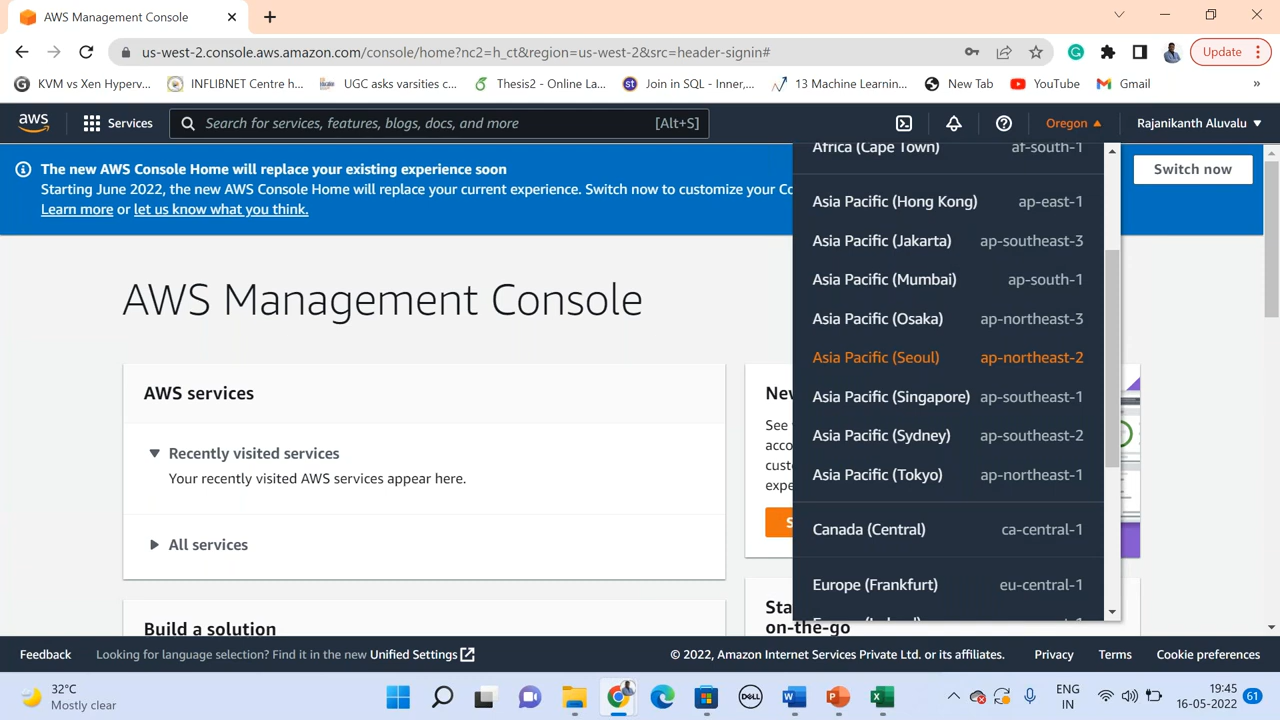 AWS Management Console
us-west-2.console.aws.amazon.com/console/home?nc2=h_ct&region=us-west-2&src=header-signin#
Update
KVM vs Xen Hyperv...
INFLIBNET Centre h...
UGC asks varsities c...
Thesis2 - Online La...
Join in SQL - Inner,...
13 Machine Learnin...
New Tab
YouTube
Gmail
»
aws
Services
Search for services, features, blogs, docs, and more
[Alt+S]
Oregon
Rajanikanth Aluvalu
The new AWS Console Home will replace your existing experience soon
Starting June 2022, the new AWS Console Home will replace your current experience. Switch now to customize your Co
Learn more or let us know what you think.
Switch now
Africa (Cape Town) af-south-1
Asia Pacific (Hong Kong) ap-east-1
Asia Pacific (Jakarta) ap-southeast-3
Asia Pacific (Mumbai) ap-south-1
Asia Pacific (Osaka) ap-northeast-3
Asia Pacific (Seoul) ap-northeast-2
Asia Pacific (Singapore) ap-southeast-1
Asia Pacific (Sydney) ap-southeast-2
Asia Pacific (Tokyo) ap-northeast-1
Canada (Central) ca-central-1
Europe (Frankfurt) eu-central-1
AWS Management Console
AWS services
Recently visited services
Your recently visited AWS services appear here.
All services
Build a solution
New
See
acco
cust
expe
S
Sta
on-the-go
Feedback
Looking for language selection? Find it in the new Unified Settings
© 2022, Amazon Internet Services Private Ltd. or its affiliates.
Privacy
Terms
Cookie preferences
32°C
Mostly clear
DELL
ENG
IN
19:45
16-05-2022
61